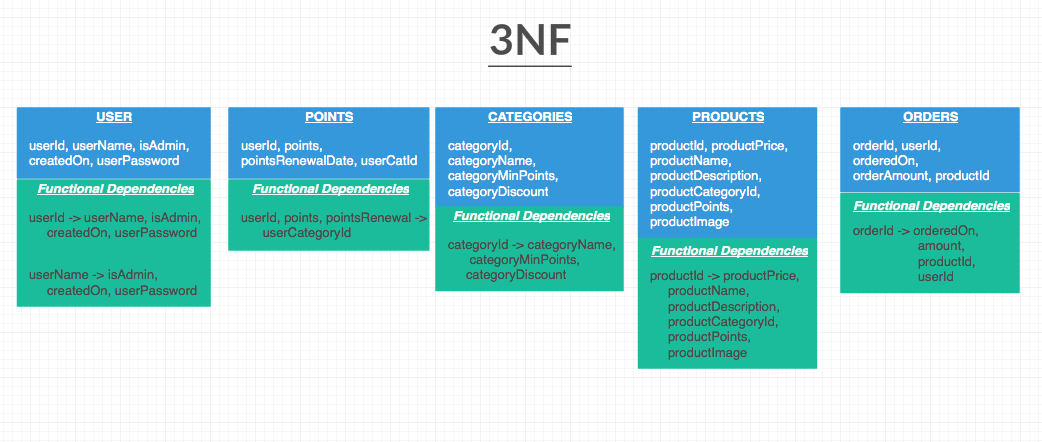 3NF
USER
userId, userName, isAdmin,
createdOn, userPassword
Functional Dependencies
userId -> userName, isAdmin,
createdOn, userPassword
userName -> isAdmin,
createdOn, userPassword
POINTS
userId, points,
pointsRenewalDate, userCatId
Functional Dependencies
userId, points, pointsRenewal ->
userCategoryId
CATEGORIES
categoryId,
categoryName,
categoryMinPoints,
categoryDiscount
Functional Dependencies
categoryId -> categoryName,
categoryMinPoints,
categoryDiscount
PRODUCTS
productId, productPrice,
productName,
productDescription,
productCategoryId,
productPoints,
productImage
Functional Dependencies
productId -> productPrice,
productName,
productDescription,
productCategoryId,
productPoints,
productImage
ORDERS
orderId, userId,
orderedOn,
orderAmount, productId
Functional Dependencies
orderId -> orderedOn,
amount,
productId,
userId